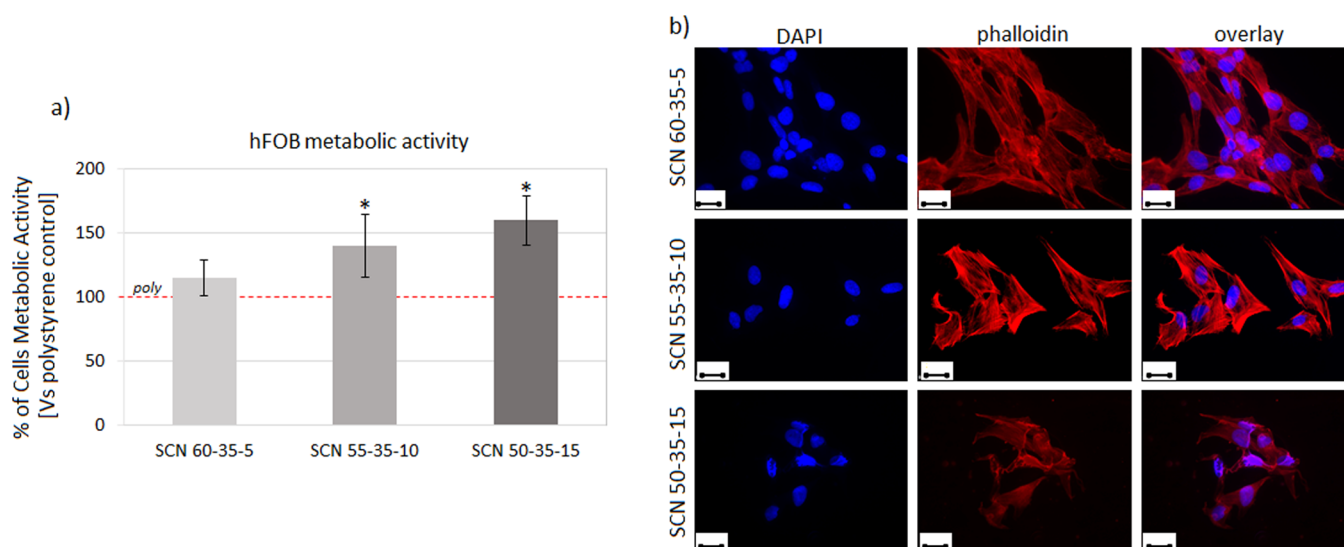 a)
hFOB metabolic activity
% of Cells Metabolic Activity
[Vs polystyrene control]
200
150
100
50
0
poly
*
*
SCN 60-35-5
SCN 55-35-10
SCN 50-35-15
b)
DAPI
phalloidin
overlay
SCN 60-35-5
SCN 55-35-10
SCN 50-35-15